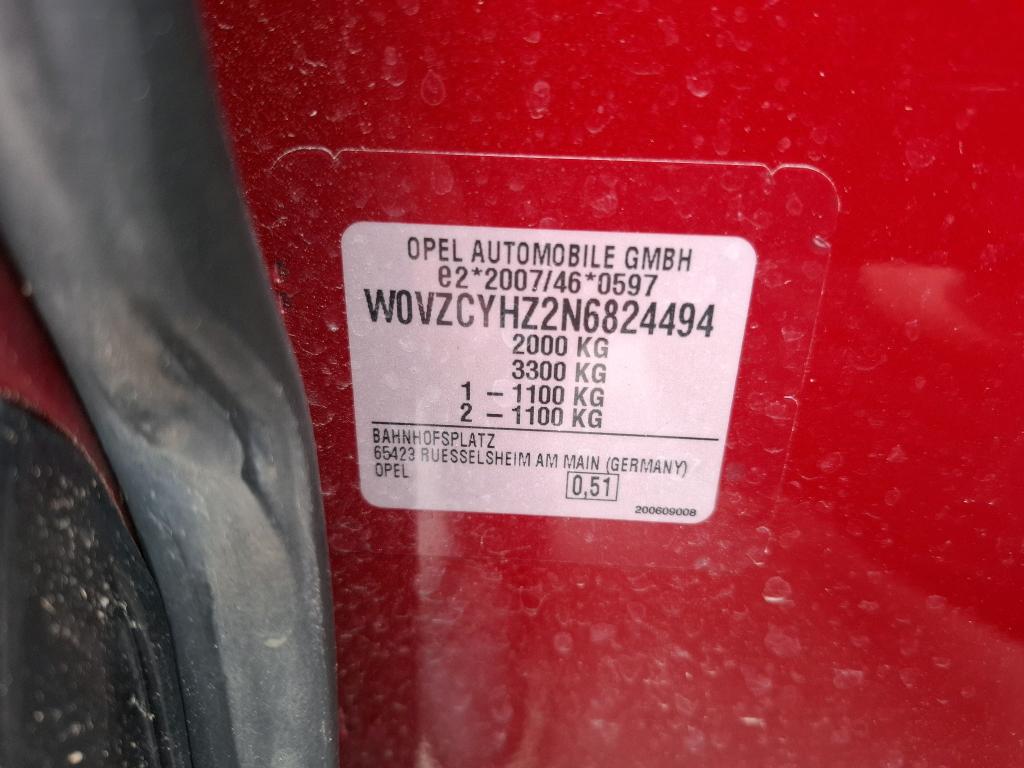 OPEL AUTOMOBILE GMBH
e2*2007/46*0597
W0VZCYHZ2N6824494
2000 KG
3300 KG
1 - 1100 KG
2 - 1100 KG
BAHNHOFSPLATZ
65423 RUESSELSHEIM AM MAIN (GERMANY)
OPEL
0,51
200609008